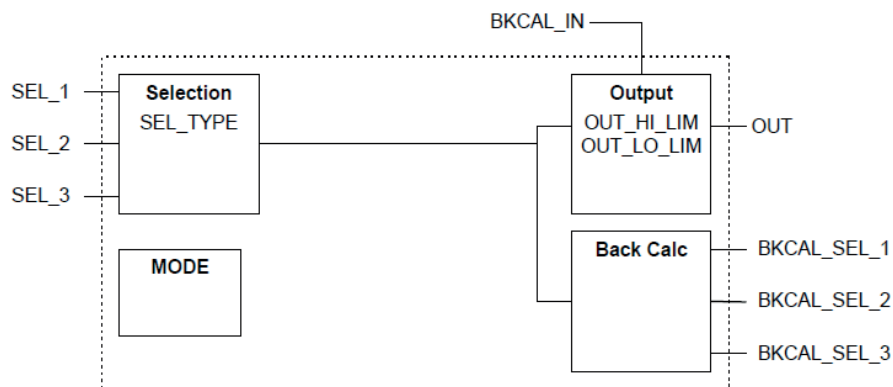 BKCAL_IN
SEL_1
SEL_2
SEL_3
Selection
SEL_TYPE
MODE
Output
OUT_HI_LIM
OUT_LO_LIM
OUT
Back Calc
BKCAL_SEL_1
BKCAL_SEL_2
BKCAL_SEL_3